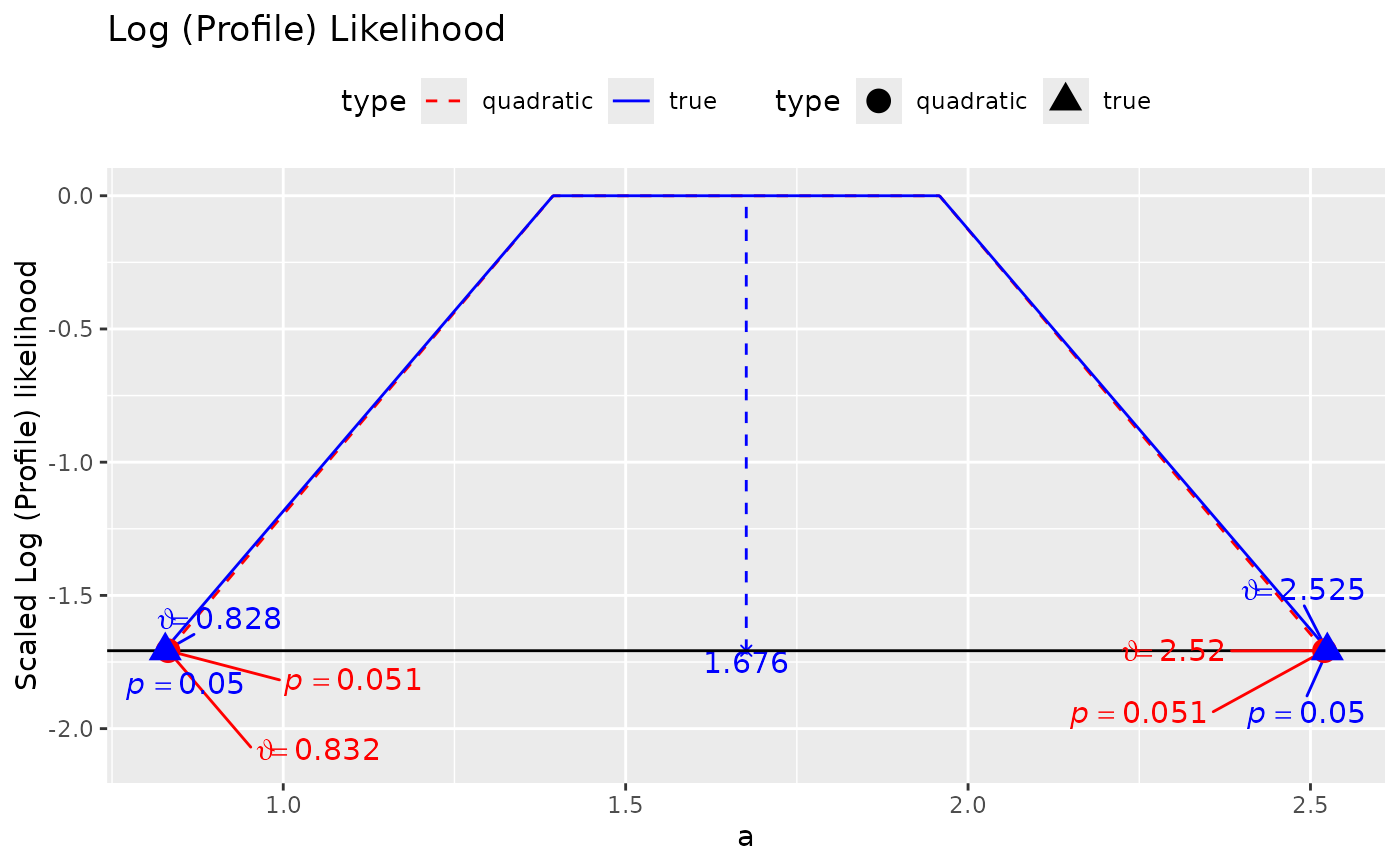 Log (Profile) Likelihood
type quadratic true type quadratic true
Scaled Log (Profile) likelihood
0.0
-0.5
-1.0
-1.5
-2.0
ϑ= 0.828
p = 0.05
p = 0.051
ϑ= 0.832
1.676
ϑ= 2.525
ϑ= 2.52
p = 0.051
p = 0.05
1.0 1.5 2.0 2.5
a